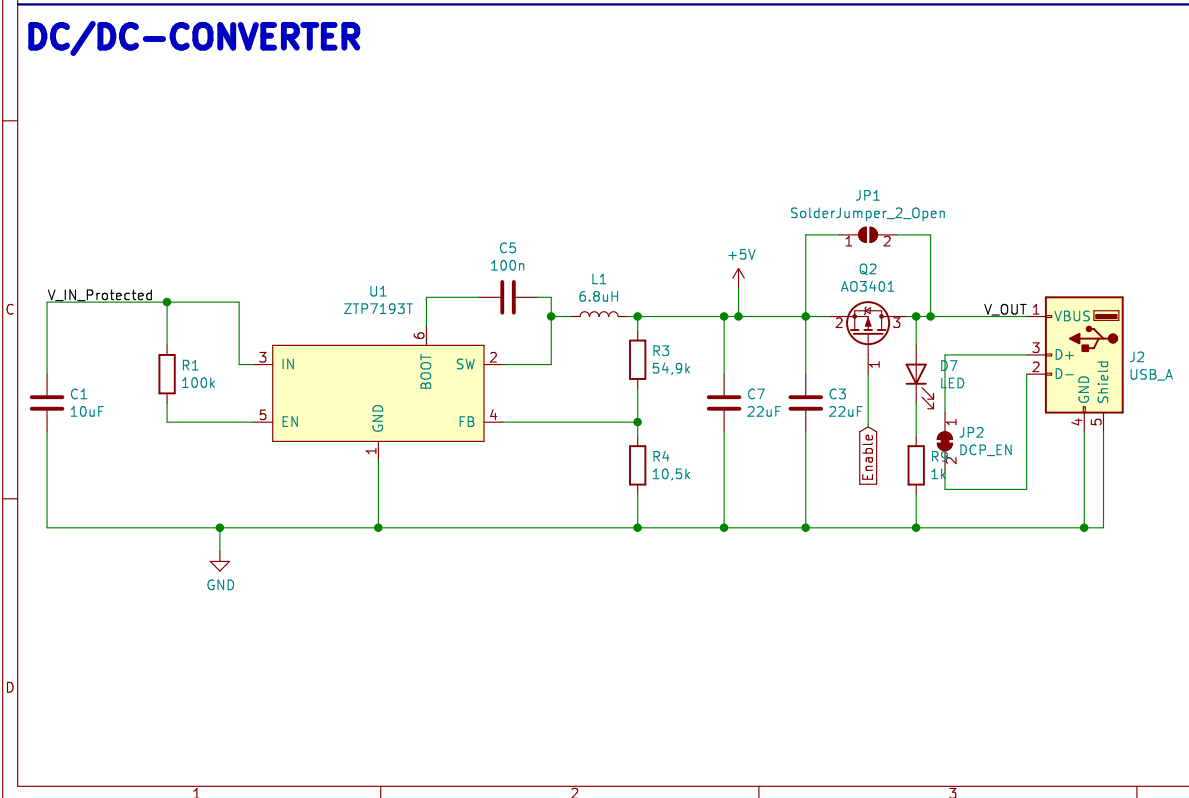 DC/DC-CONVERTER
JP1
SolderJumper_2_Open
1
2
C5
100n
+5V
Q2
AO3401
L1
6.8uH
U1
ZTP7193T
V_IN_Protected
C
V_OUT
1
VBUS
2
3
1
6
BOOT
3
IN
SW
2
R3
54,9k
3
D+
2
D-
GND
Shield
J2
USB_A
R1
100k
D7
LED
C1
10uF
C7
22uF
C3
22uF
5
EN
GND
FB
4
1
4
5
Enable
1
JP2
DCP_EN
2
R4
10,5k
R9
1k
GND
D
1
2
3